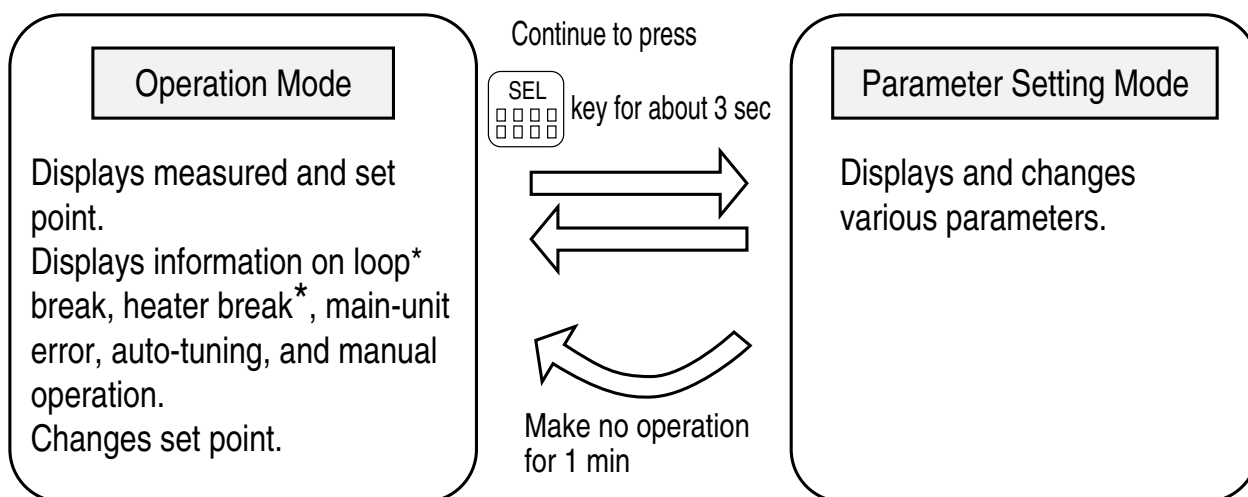 Operation Mode
Displays measured and set
point.
Displays information on loop*
break, heater break*, main-unit
error, auto-tuning, and manual
operation.
Changes set point.
Continue to press
SEL
key for about 3 sec
Make no operation
for 1 min
Parameter Setting Mode
Displays and changes
various parameters.